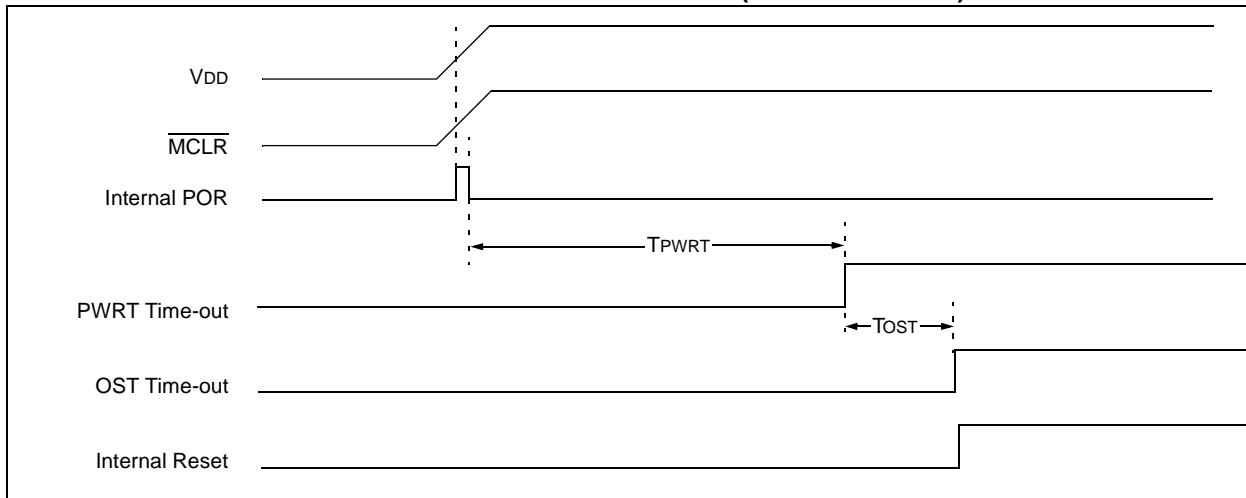 VDD
MCLR
Internal POR
TPWRT
PWRT Time-out
TOST
OST Time-out
Internal Reset